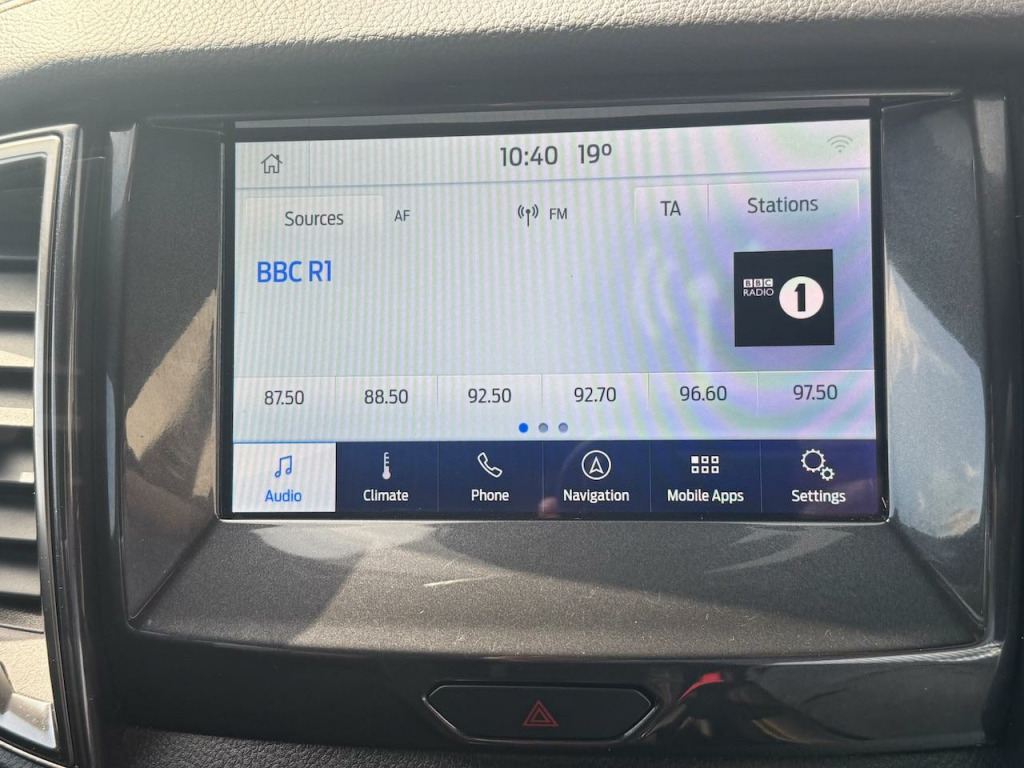 10:40 19°
Sources AF FM TA Stations
BBC R1
BBC
RADIO 1
87.50 88.50 92.50 92.70 96.60 97.50
Audio Climate Phone Navigation Mobile Apps Settings